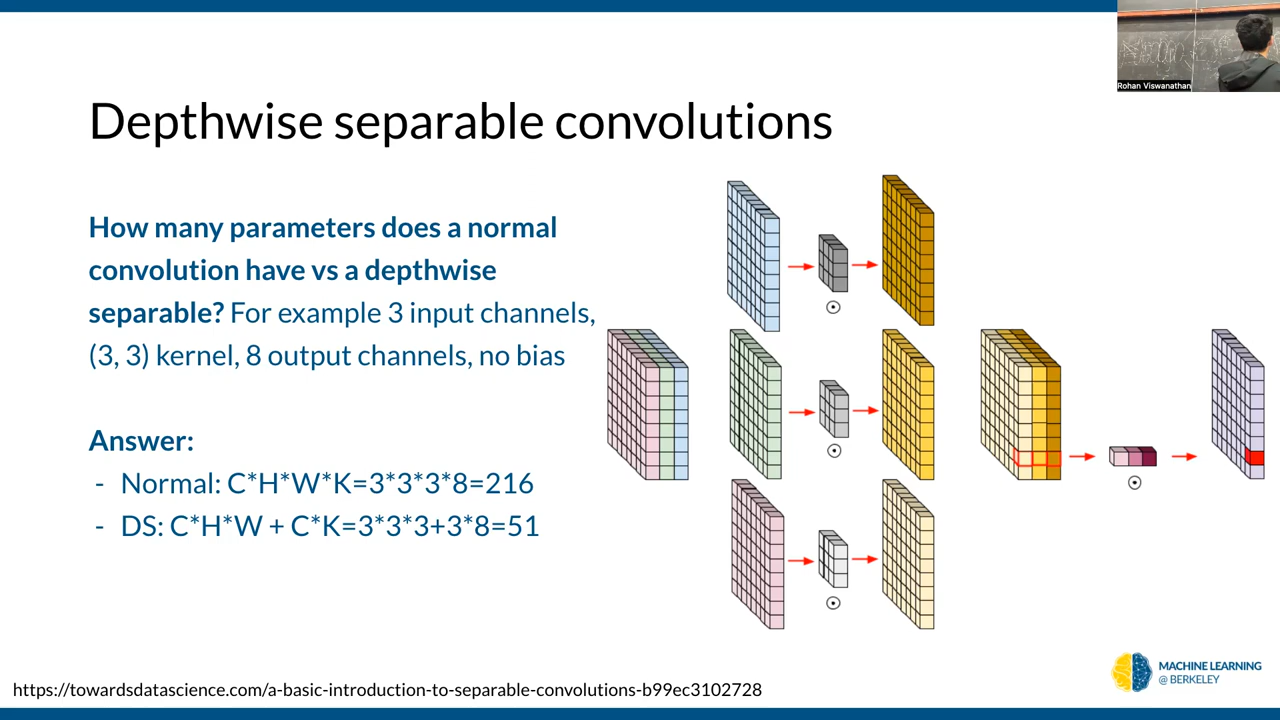 Rohan Viswanathan
Depthwise separable convolutions
How many parameters does a normal
convolution have vs a depthwise
separable? For example 3 input channels,
(3, 3) kernel, 8 output channels, no bias
Answer:
- Normal: C*H*W*K=3*3*3*8=216
- DS: C*H*W + C*K=3*3*3+3*8=51
MACHINE LEARNING
@ BERKELEY
https://towardsdatascience.com/a-basic-introduction-to-separable-convolutions-b99ec3102728